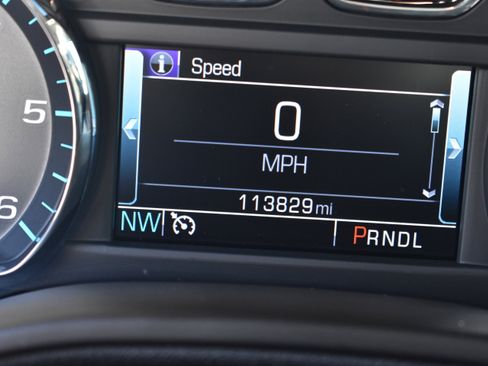 Speed
5
0
MPH
6
113829 mi
NW
PRNDL